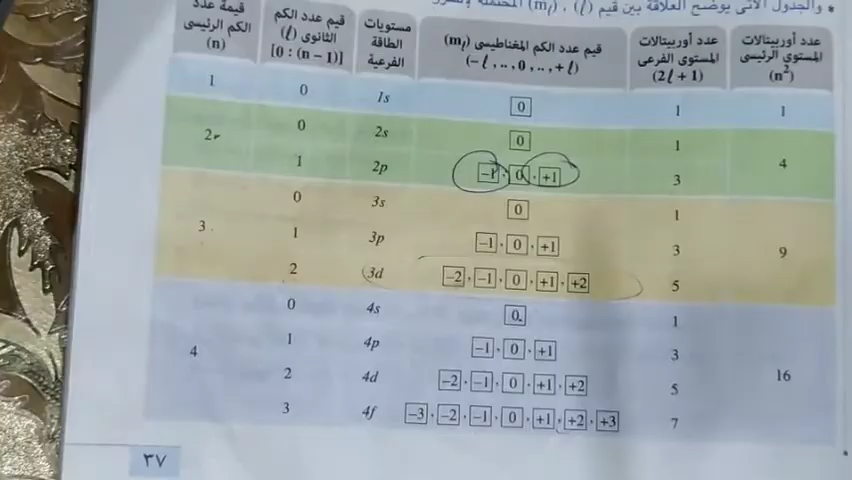 * والجدول الآتى يوضح العلاقة بين قيم (ℓ) ، (mℓ) المحتملة
قيمة عدد الكم الرئيسى (n) | قيم عدد الكم الثانوى (ℓ) [0 : (n – 1)] | مستويات الطاقة الفرعية | قيم عدد الكم المغناطيسى (mℓ) (–ℓ , .. , 0 , .. , +ℓ) | عدد أوربيتالات المستوى الفرعى (2ℓ + 1) | عدد أوربيتالات المستوى الرئيسى (n²)
1 | 0 | 1s | 0 | 1 | 1
2 | 0 | 2s | 0 | 1 | 4
1 | 2p | –1 , 0 , +1 | 3
3 | 0 | 3s | 0 | 1 | 9
1 | 3p | –1 , 0 , +1 | 3
2 | 3d | –2 , –1 , 0 , +1 , +2 | 5
4 | 0 | 4s | 0 | 1 | 16
1 | 4p | –1 , 0 , +1 | 3
2 | 4d | –2 , –1 , 0 , +1 , +2 | 5
3 | 4f | –3 , –2 , –1 , 0 , +1 , +2 , +3 | 7
٣٧